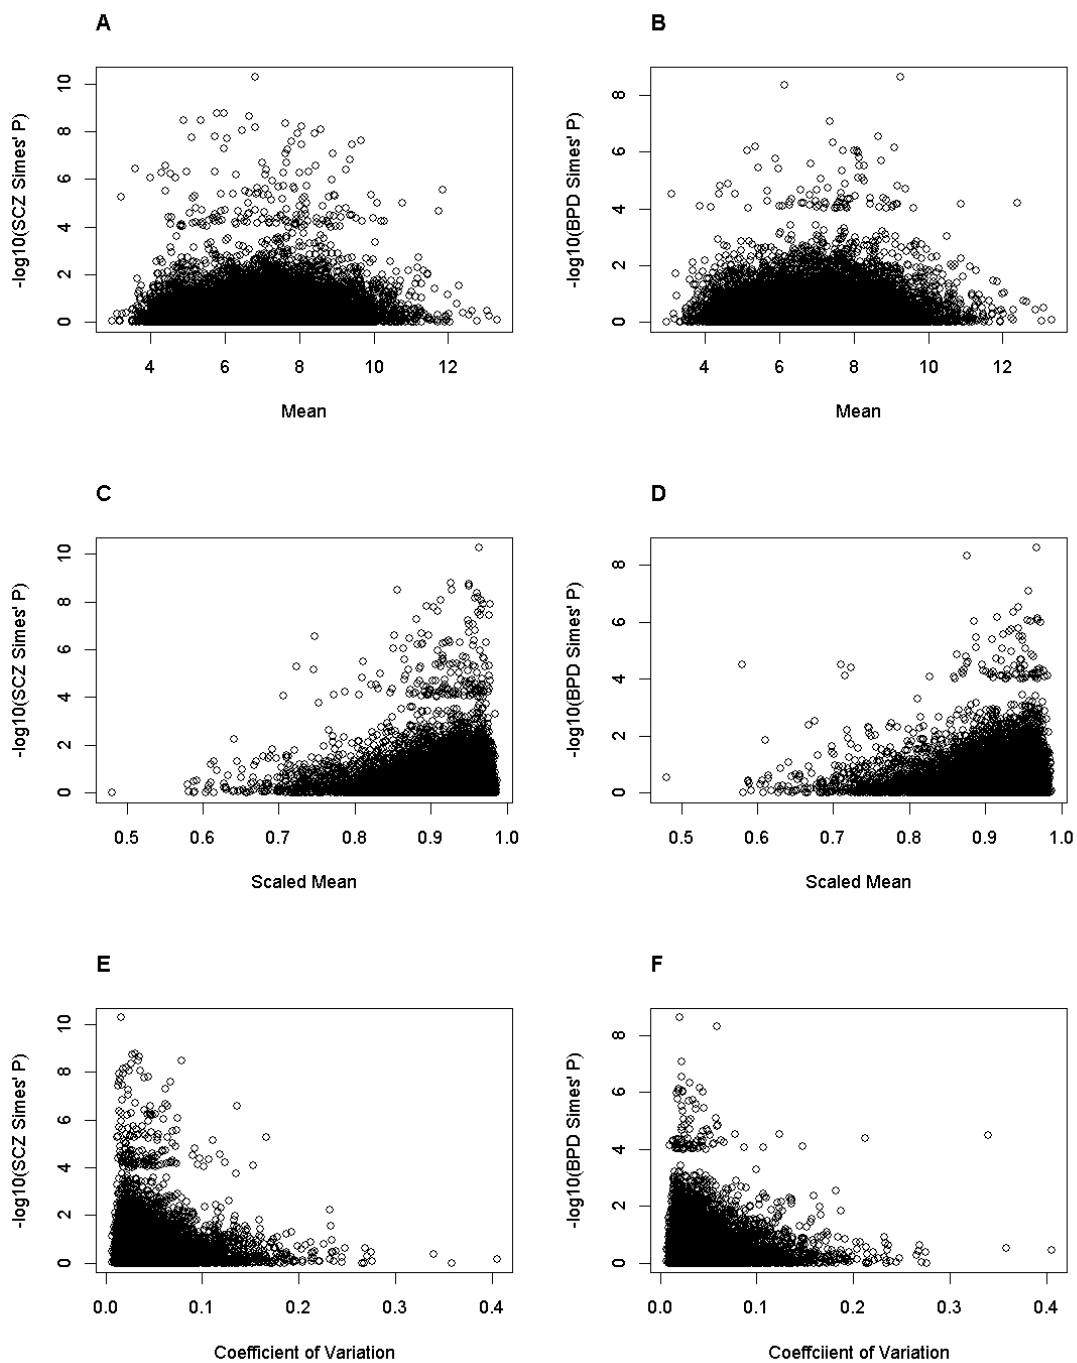 A
-log10(SCZ Simes' P)
0 2 4 6 8 10
4 6 8 10 12
Mean
B
-log10(BPD Simes' P)
0 2 4 6 8
4 6 8 10 12
Mean
C
-log10(SCZ Simes' P)
0 2 4 6 8 10
0.5 0.6 0.7 0.8 0.9 1.0
Scaled Mean
D
-log10(BPD Simes' P)
0 2 4 6 8
0.5 0.6 0.7 0.8 0.9 1.0
Scaled Mean
E
-log10(SCZ Simes' P)
0 2 4 6 8 10
0.0 0.1 0.2 0.3 0.4
Coefficient of Variation
F
-log10(BPD Simes' P)
0 2 4 6 8
0.0 0.1 0.2 0.3 0.4
Coeffciient of Variation